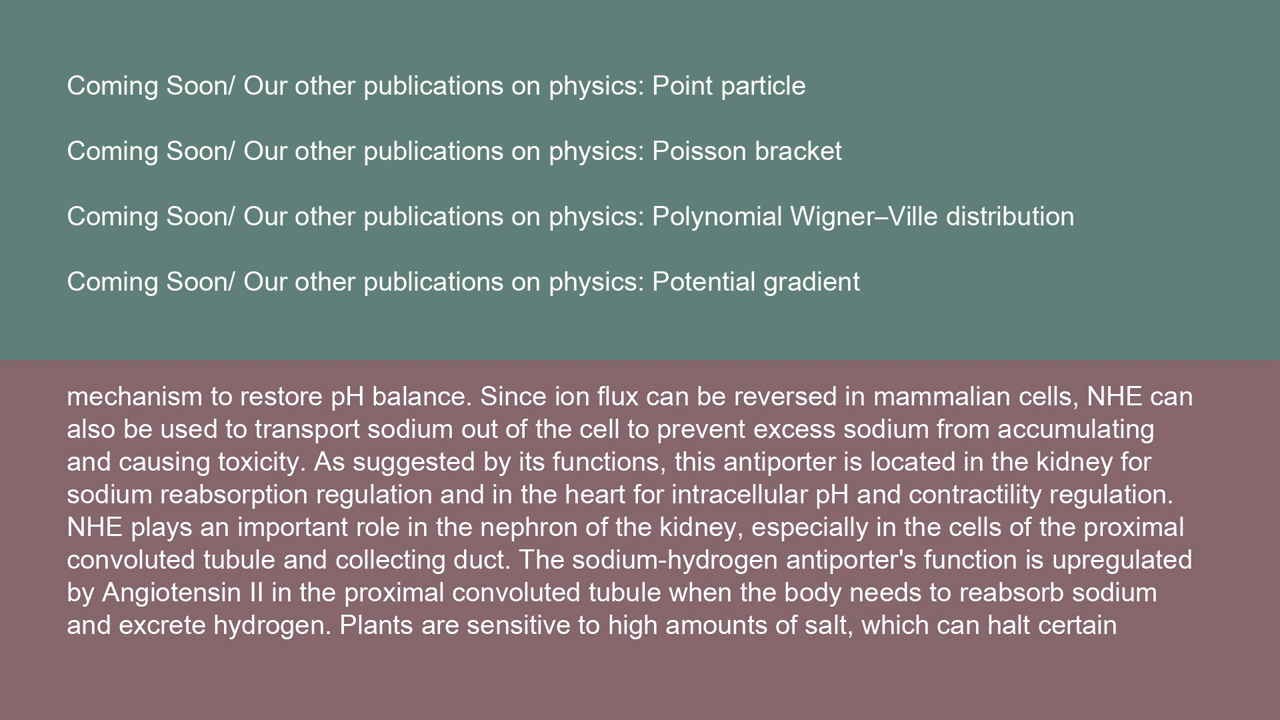 Coming Soon/ Our other publications on physics: Point particle
Coming Soon/ Our other publications on physics: Poisson bracket
Coming Soon/ Our other publications on physics: Polynomial Wigner–Ville distribution
Coming Soon/ Our other publications on physics: Potential gradient
mechanism to restore pH balance. Since ion flux can be reversed in mammalian cells, NHE can
also be used to transport sodium out of the cell to prevent excess sodium from accumulating
and causing toxicity. As suggested by its functions, this antiporter is located in the kidney for
sodium reabsorption regulation and in the heart for intracellular pH and contractility regulation.
NHE plays an important role in the nephron of the kidney, especially in the cells of the proximal
convoluted tubule and collecting duct. The sodium-hydrogen antiporter's function is upregulated
by Angiotensin II in the proximal convoluted tubule when the body needs to reabsorb sodium
and excrete hydrogen. Plants are sensitive to high amounts of salt, which can halt certain